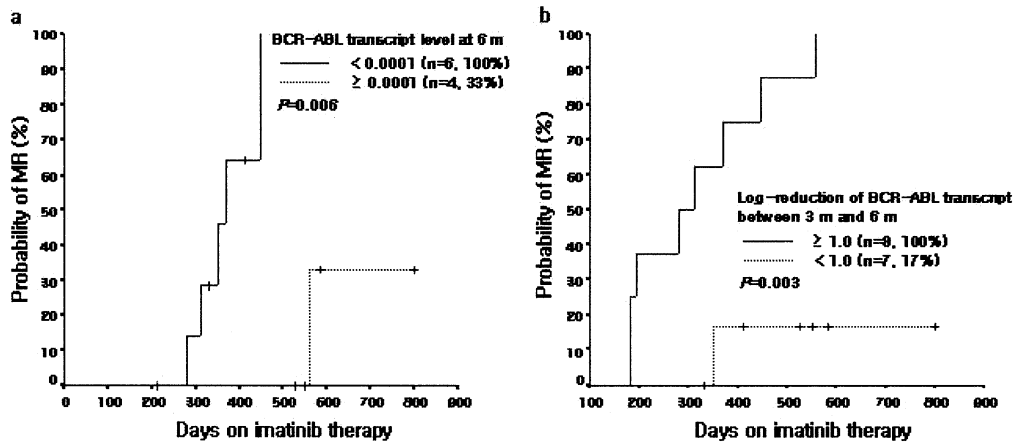 a
BCR-ABL transcript level at 6 m
< 0.0001 (n=6, 100%)
≥ 0.0001 (n=4, 33%)
P=0.006
Probability of MR (%)
100
90
80
70
60
50
40
30
20
10
0
0 100 200 300 400 500 600 700 800 900
Days on imatinib therapy
b
Log-reduction of BCR-ABL transcript
between 3 m and 6 m
≥ 1.0 (n=8, 100%)
< 1.0 (n=7, 17%)
P=0.003
Probability of MR (%)
100
90
80
70
60
50
40
30
20
10
0
100 200 300 400 500 600 700 800 900
Days on imatinib therapy